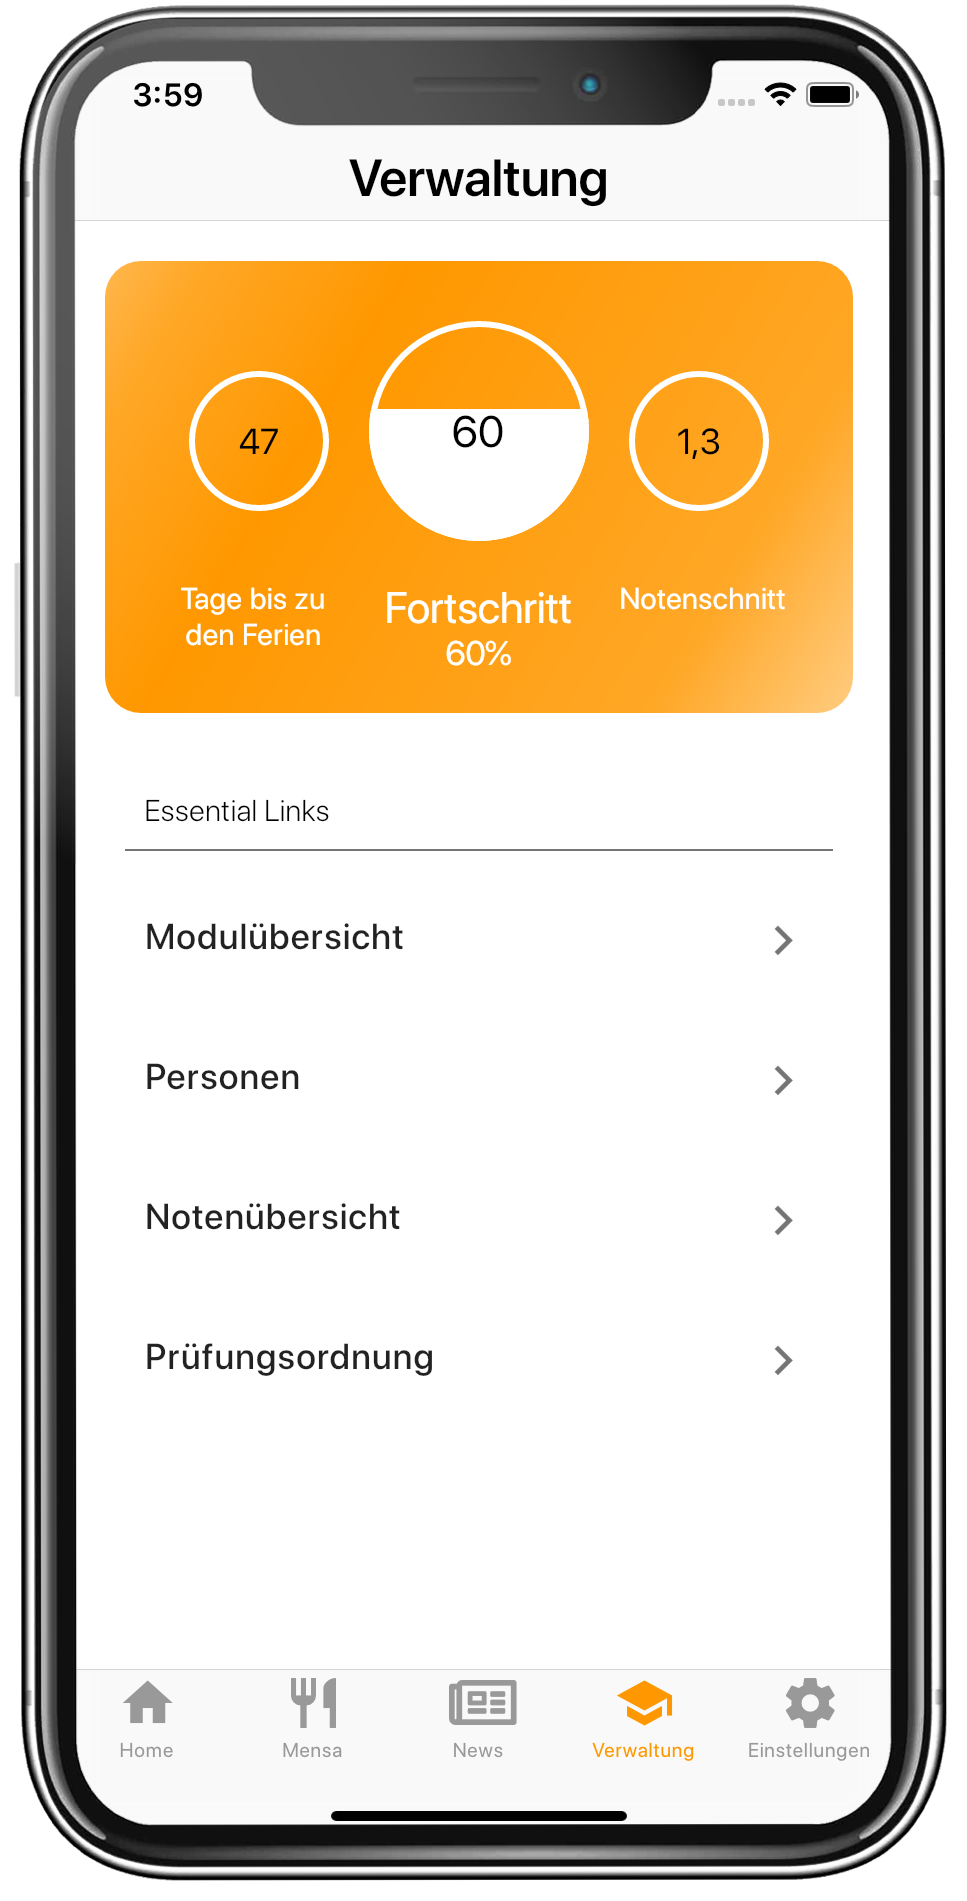 3:59
Verwaltung
47
60
1,3
Tage bis zu
den Ferien
Fortschritt
60%
Notenschnitt
Essential Links
Modulübersicht
Personen
Notenübersicht
Prüfungsordnung
Home
Mensa
News
Verwaltung
Einstellungen